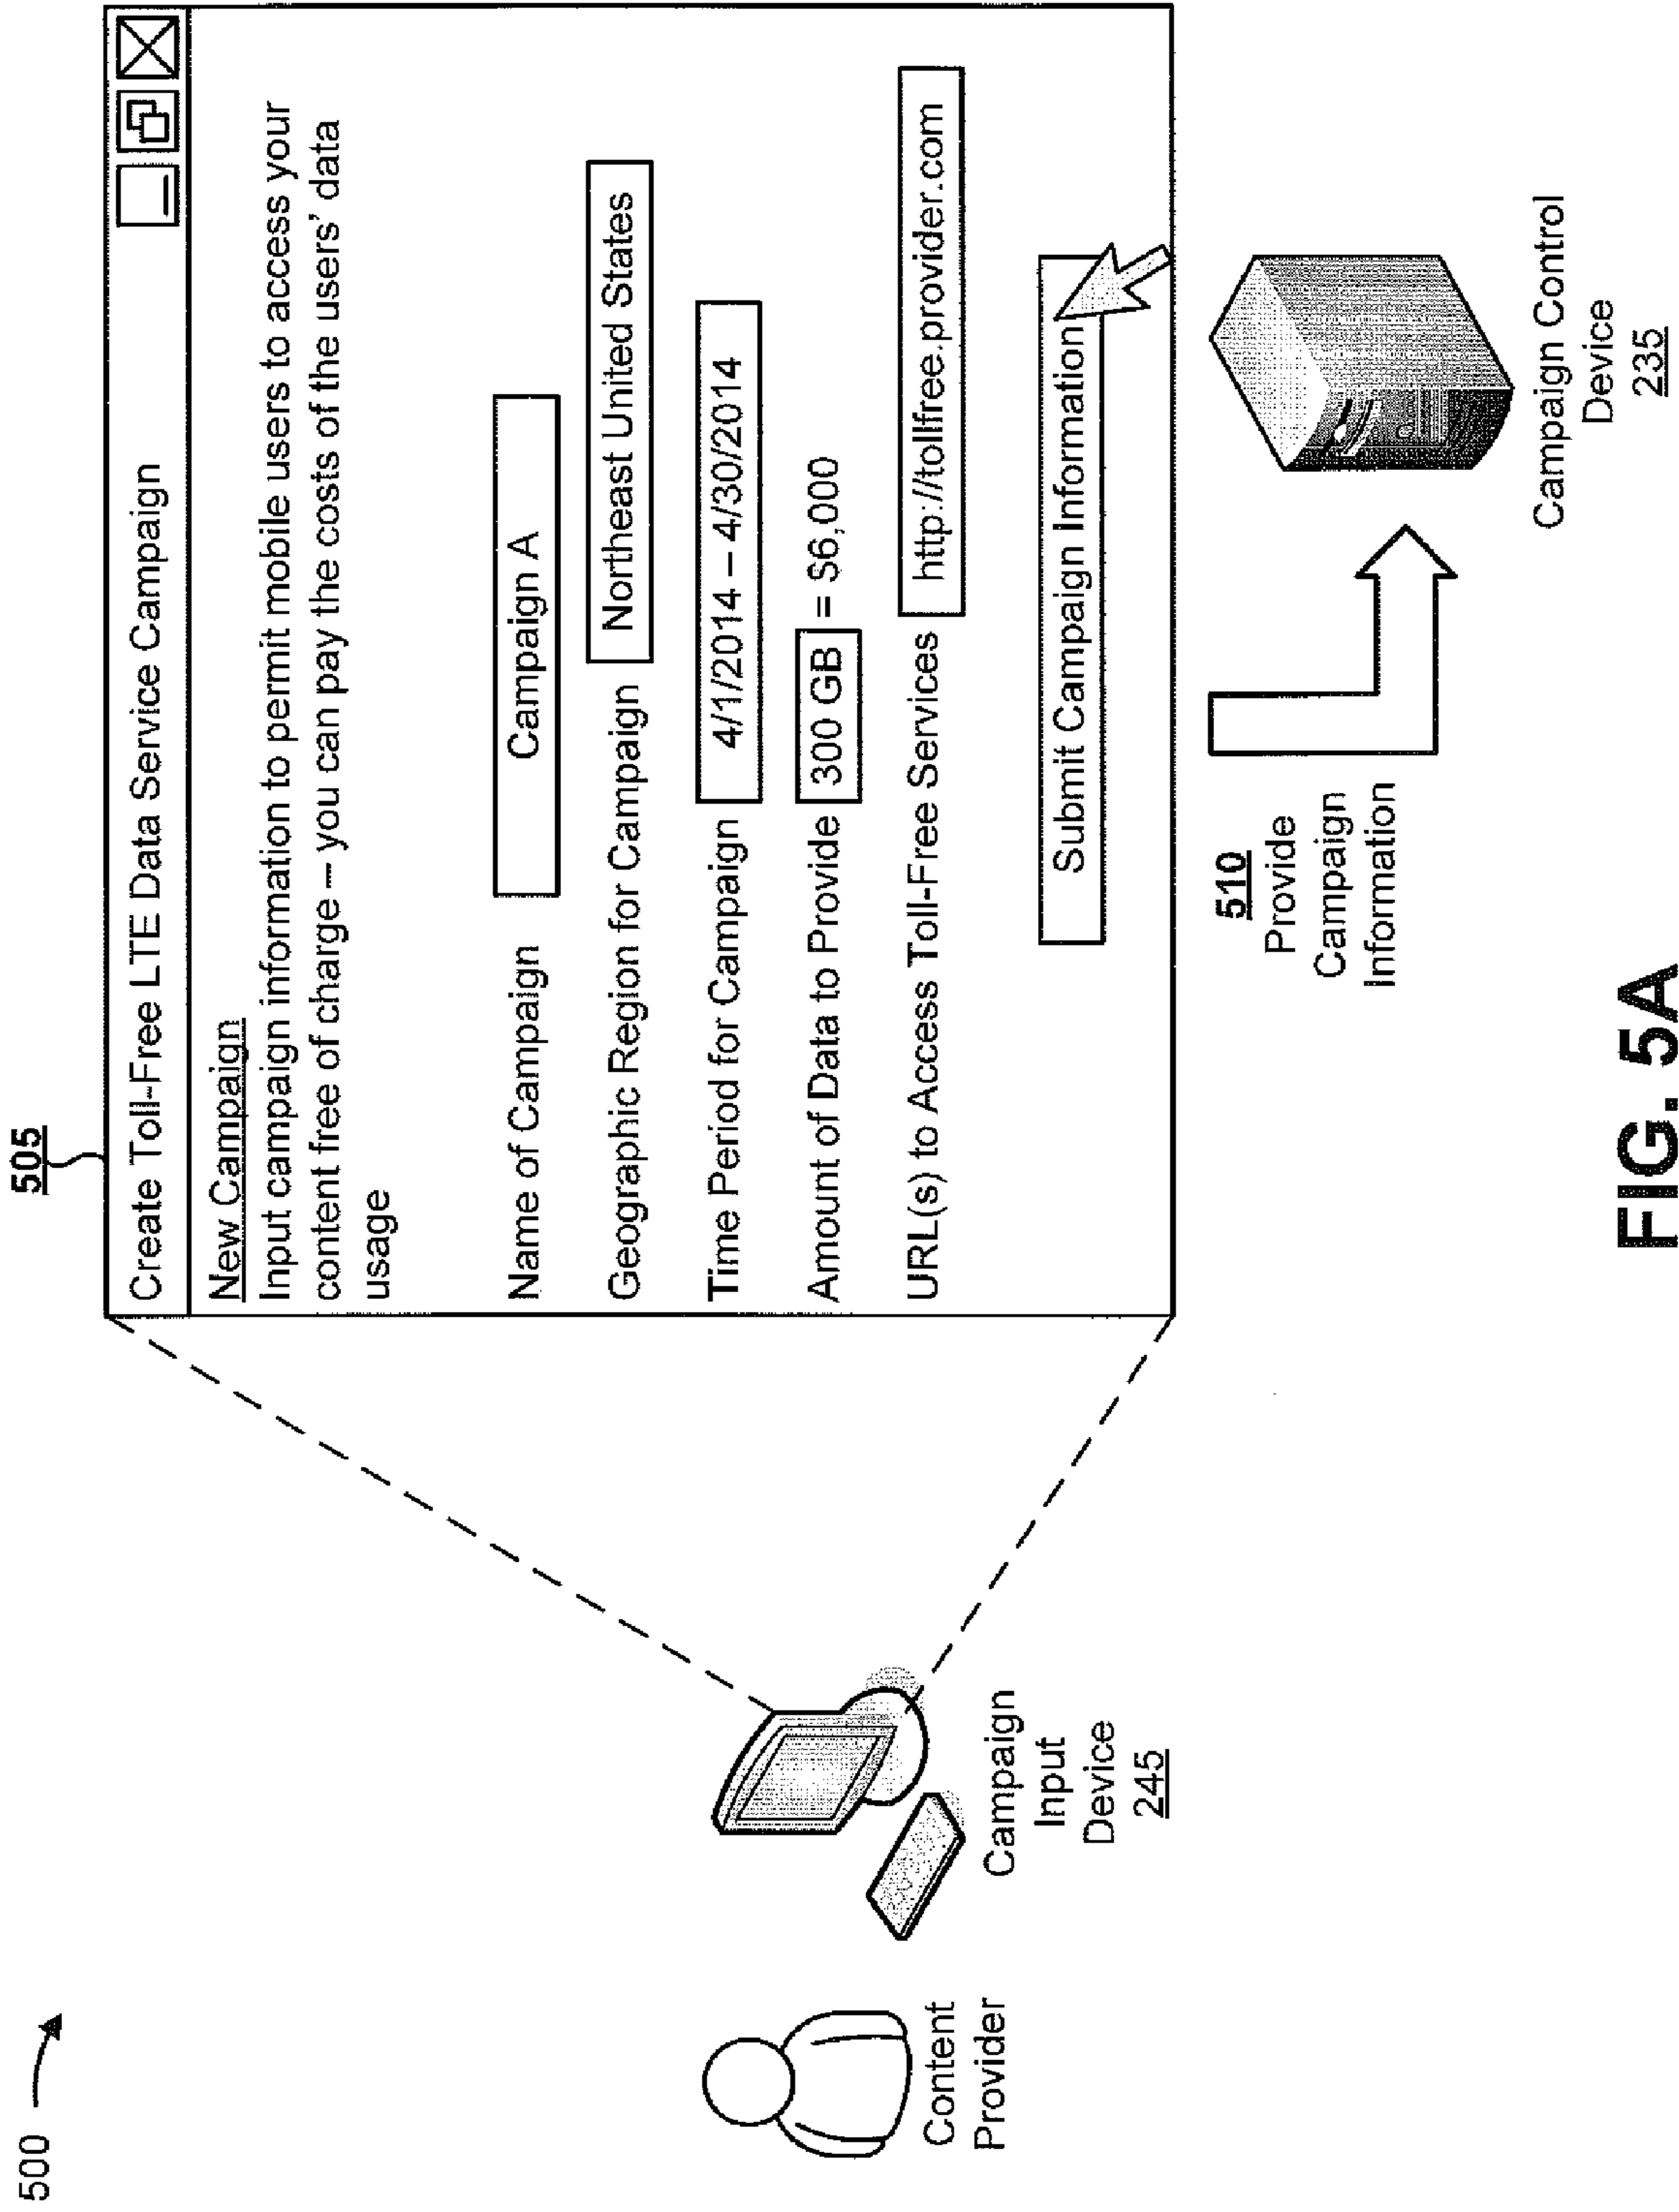 500
505
Create Toll-Free LTE Data Service Campaign
New Campaign
Input campaign information to permit mobile users to access your
content free of charge – you can pay the costs of the users' data
usage
Name of Campaign
Campaign A
Geographic Region for Campaign
Northeast United States
Time Period for Campaign
4/1/2014 – 4/30/2014
Amount of Data to Provide
300 GB
= $6,000
URL(s) to Access Toll-Free Services
http://tollfree.provider.com
Submit Campaign Information
Content
Provider
Campaign
Input
Device
245
510
Provide
Campaign
Information
Campaign Control
Device
235
FIG. 5A